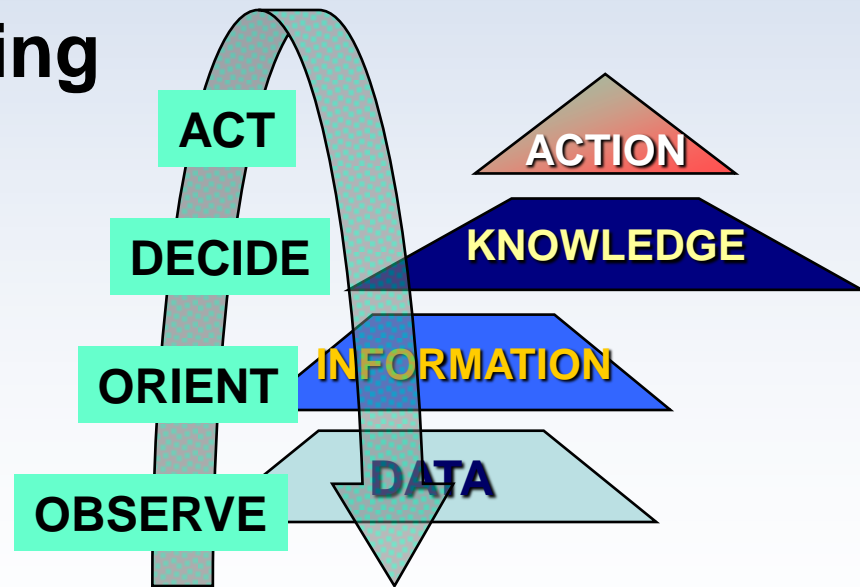 ing
ACT
ACTION
DECIDE
KNOWLEDGE
ORIENT
INFORMATION
OBSERVE
DATA